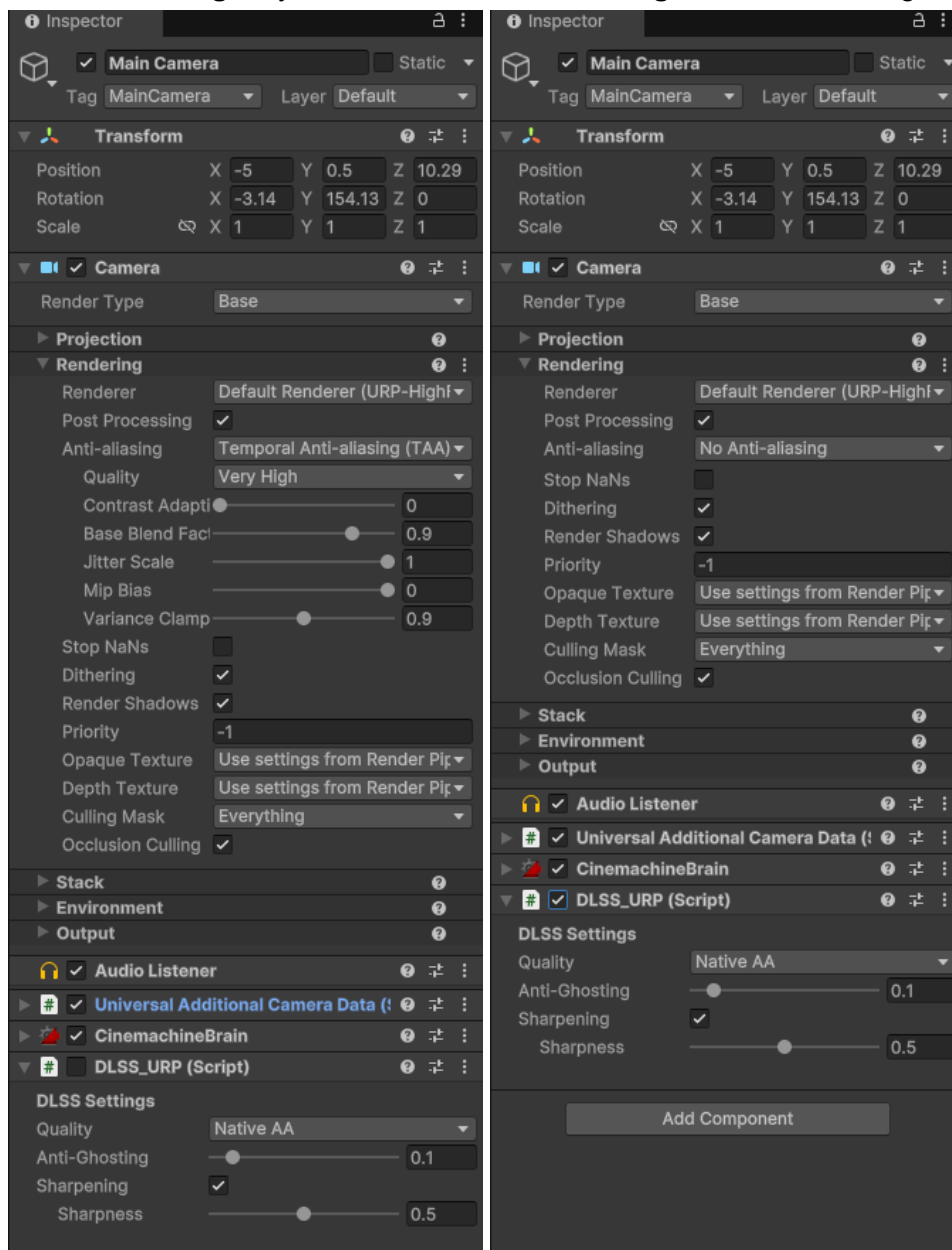 Inspector
Main Camera Static
Tag MainCamera Layer Default
Transform
Position X -5 Y 0.5 Z 10.29
Rotation X -3.14 Y 154.13 Z 0
Scale X 1 Y 1 Z 1
Camera
Render Type Base
Projection
Rendering
Renderer Default Renderer (URP-High
Post Processing
Anti-aliasing Temporal Anti-aliasing (TAA)
Quality Very High
Contrast Adapti 0
Base Blend Fact 0.9
Jitter Scale 1
Mip Bias 0
Variance Clamp 0.9
Stop NaNs
Dithering
Render Shadows
Priority -1
Opaque Texture Use settings from Render Pip
Depth Texture Use settings from Render Pip
Culling Mask Everything
Occlusion Culling
Stack
Environment
Output
Audio Listener
Universal Additional Camera Data (S
CinemachineBrain
DLSS_URP (Script)
DLSS Settings
Quality Native AA
Anti-Ghosting 0.1
Sharpening
Sharpness 0.5
Inspector
Main Camera Static
Tag MainCamera Layer Default
Transform
Position X -5 Y 0.5 Z 10.29
Rotation X -3.14 Y 154.13 Z 0
Scale X 1 Y 1 Z 1
Camera
Render Type Base
Projection
Rendering
Renderer Default Renderer (URP-High
Post Processing
Anti-aliasing No Anti-aliasing
Stop NaNs
Dithering
Render Shadows
Priority -1
Opaque Texture Use settings from Render Pip
Depth Texture Use settings from Render Pip
Culling Mask Everything
Occlusion Culling
Stack
Environment
Output
Audio Listener
Universal Additional Camera Data (S
CinemachineBrain
DLSS_URP (Script)
DLSS Settings
Quality Native AA
Anti-Ghosting 0.1
Sharpening
Sharpness 0.5
Add Component